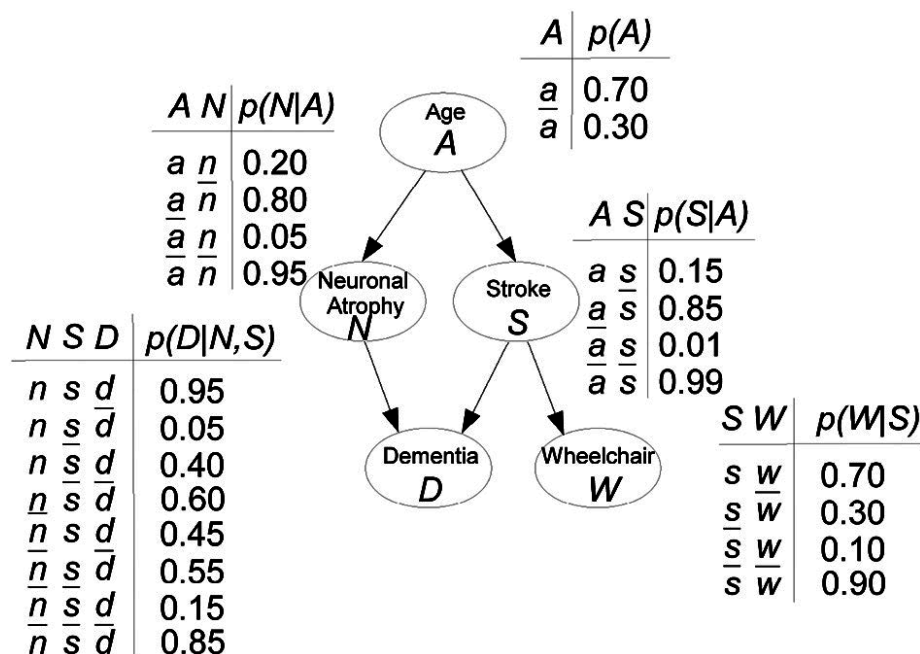 A p(A)
a 0.70
a̅ 0.30
A N p(N|A)
a n 0.20
a n̅ 0.80
a̅ n 0.05
a̅ n̅ 0.95
Age
A
A S p(S|A)
a s 0.15
a s̅ 0.85
a̅ s 0.01
a̅ s̅ 0.99
Neuronal
Atrophy
N
Stroke
S
N S D p(D|N,S)
n s d 0.95
n s d̅ 0.05
n s̅ d 0.40
n s̅ d̅ 0.60
n̅ s d 0.45
n̅ s d̅ 0.55
n̅ s̅ d 0.15
n̅ s̅ d̅ 0.85
Dementia
D
Wheelchair
W
S W p(W|S)
s w 0.70
s w̅ 0.30
s̅ w 0.10
s̅ w̅ 0.90